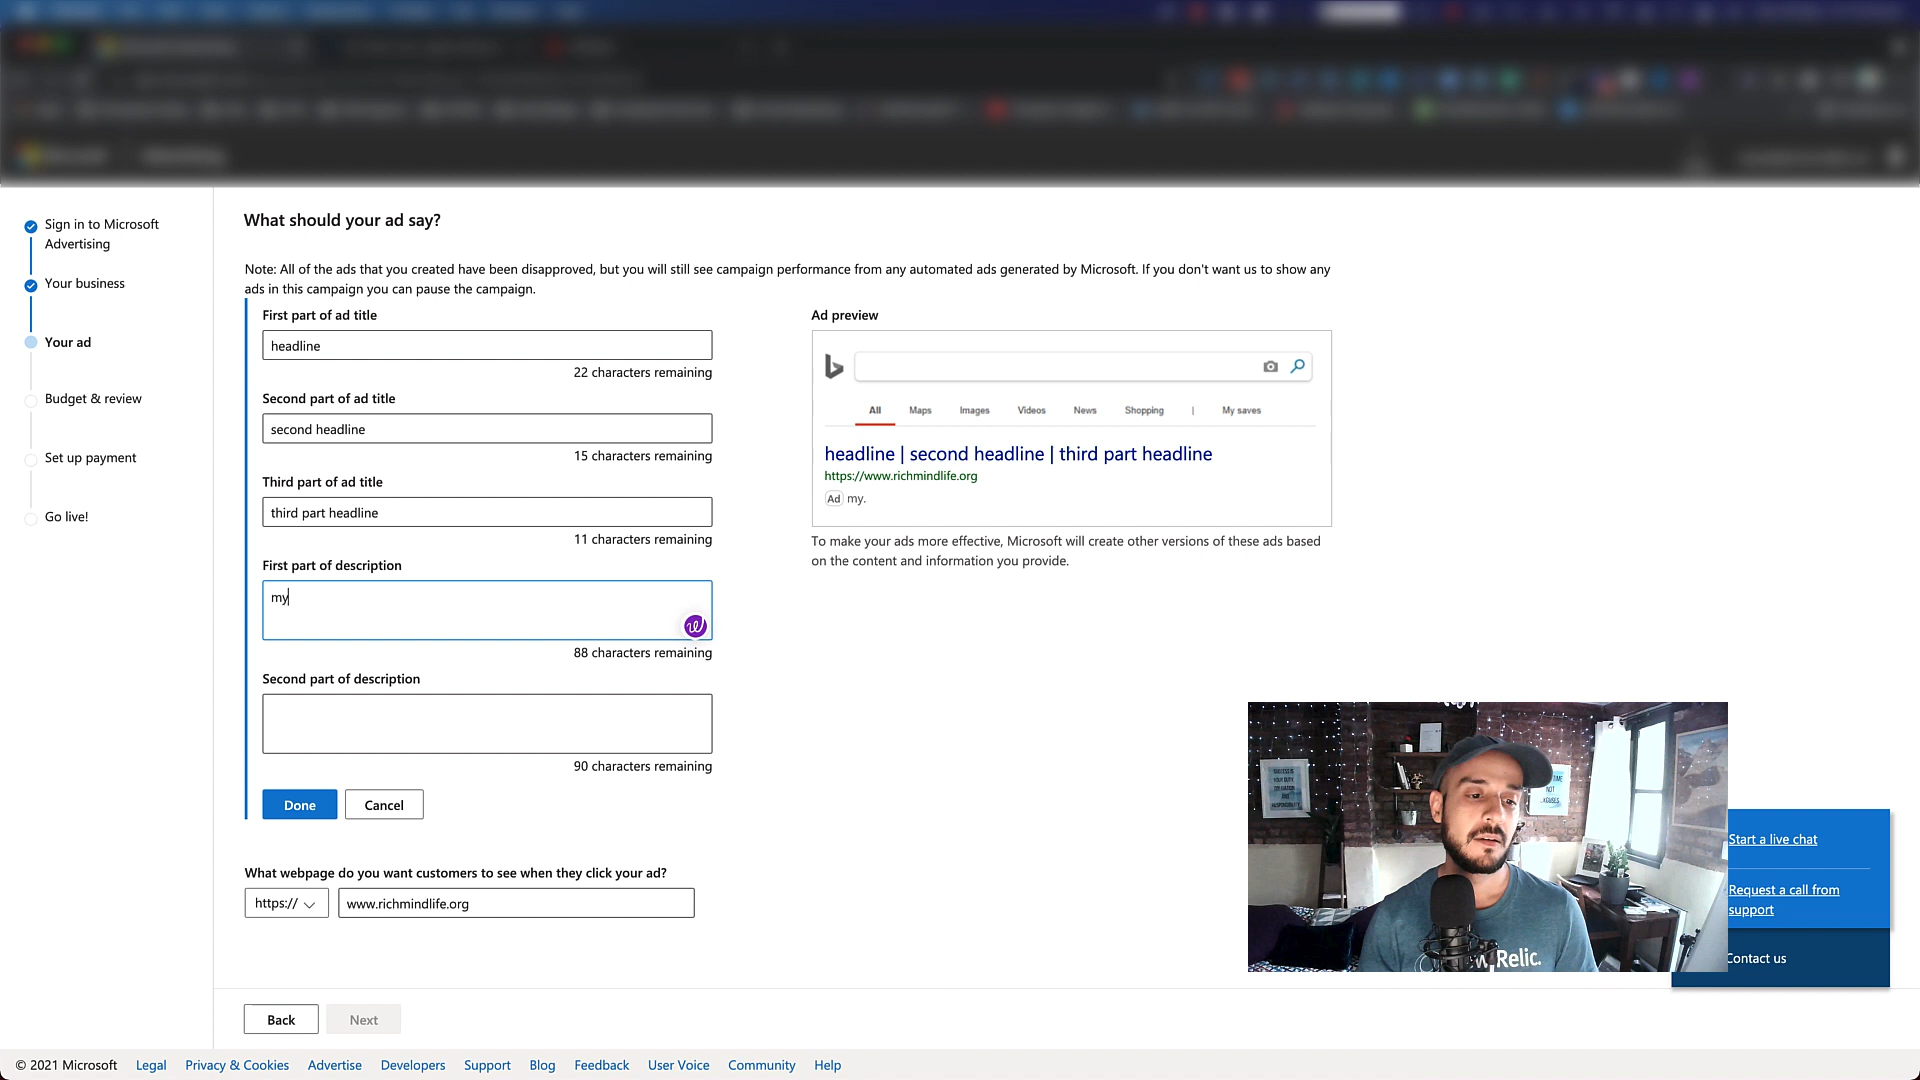 Sign in to Microsoft
Advertising
Your business
Your ad
Budget & review
Set up payment
Go live!
What should your ad say?
Note: All of the ads that you created have been disapproved, but you will still see campaign performance from any automated ads generated by Microsoft. If you don't want us to show any
ads in this campaign you can pause the campaign.
First part of ad title
headline
22 characters remaining
Second part of ad title
second headline
15 characters remaining
Third part of ad title
third part headline
11 characters remaining
First part of description
my
88 characters remaining
Second part of description
90 characters remaining
Done
Cancel
Ad preview
All Maps Images Videos News Shopping | My saves
headline | second headline | third part headline
https://www.richmindlife.org
Ad my.
To make your ads more effective, Microsoft will create other versions of these ads based
on the content and information you provide.
What webpage do you want customers to see when they click your ad?
https://
www.richmindlife.org
Start a live chat
Request a call from
support
Contact us
Relic.
Back
Next
© 2021 Microsoft Legal Privacy & Cookies Advertise Developers Support Blog Feedback User Voice Community Help